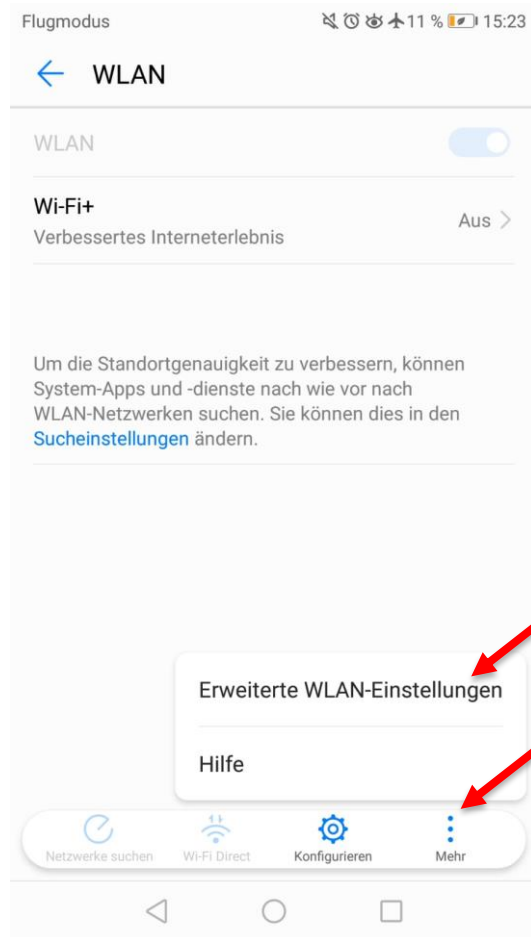 Flugmodus 11 % 15:23
WLAN
WLAN
Wi-Fi+
Verbessertes Interneterlebnis
Aus
Um die Standortgenauigkeit zu verbessern, können
System-Apps und -dienste nach wie vor nach
WLAN-Netzwerken suchen. Sie können dies in den
Sucheinstellungen ändern.
Erweiterte WLAN-Einstellungen
Hilfe
Netzwerke suchen Wi-Fi Direct Konfigurieren Mehr